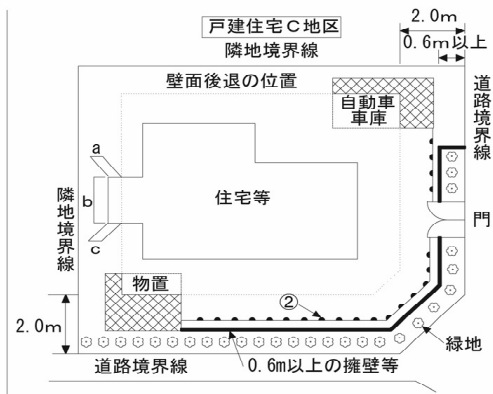 戸建住宅C地区
2.0m
隣地境界線
0.6m以上
壁面後退の位置
自動車
車庫
道路境界線
a
b
c
住宅等
隣地境界線
門
物置
②
2.0m
緑地
道路境界線
0.6m以上の擁壁等